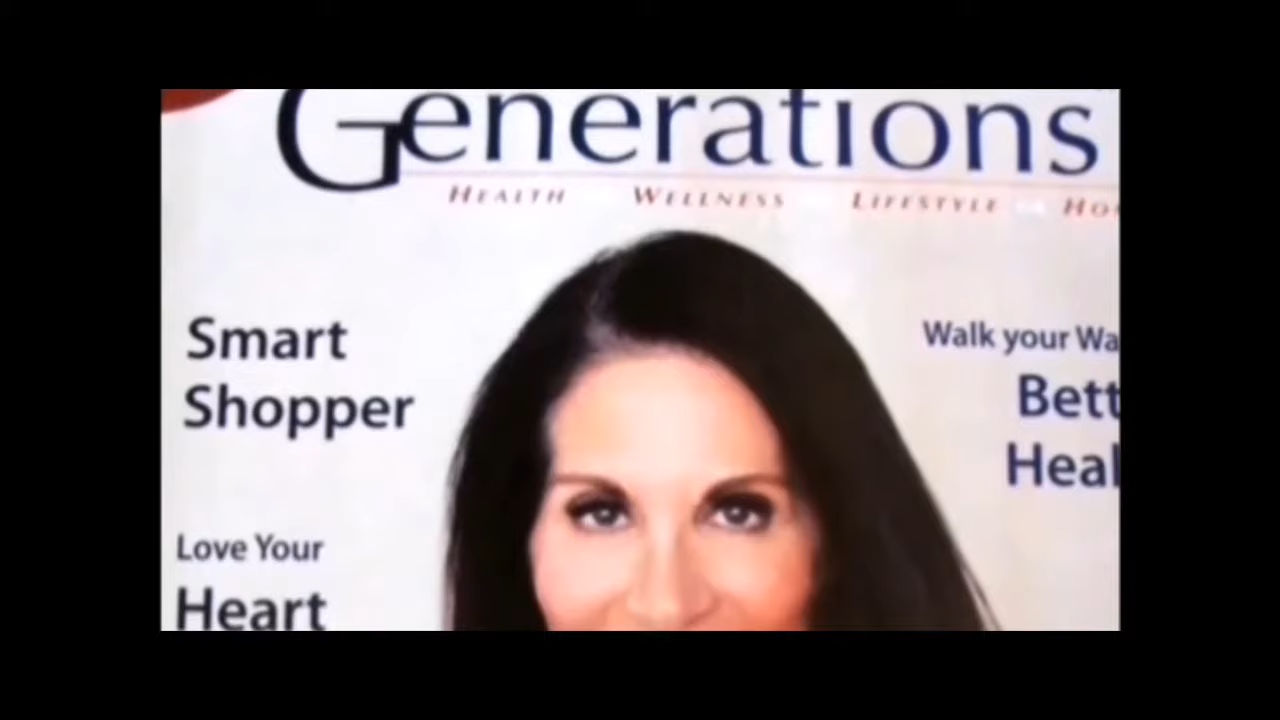 Generations
HEALTH WELLNESS LIFESTYLE
Smart
Shopper
Walk your
Love Your
Heart